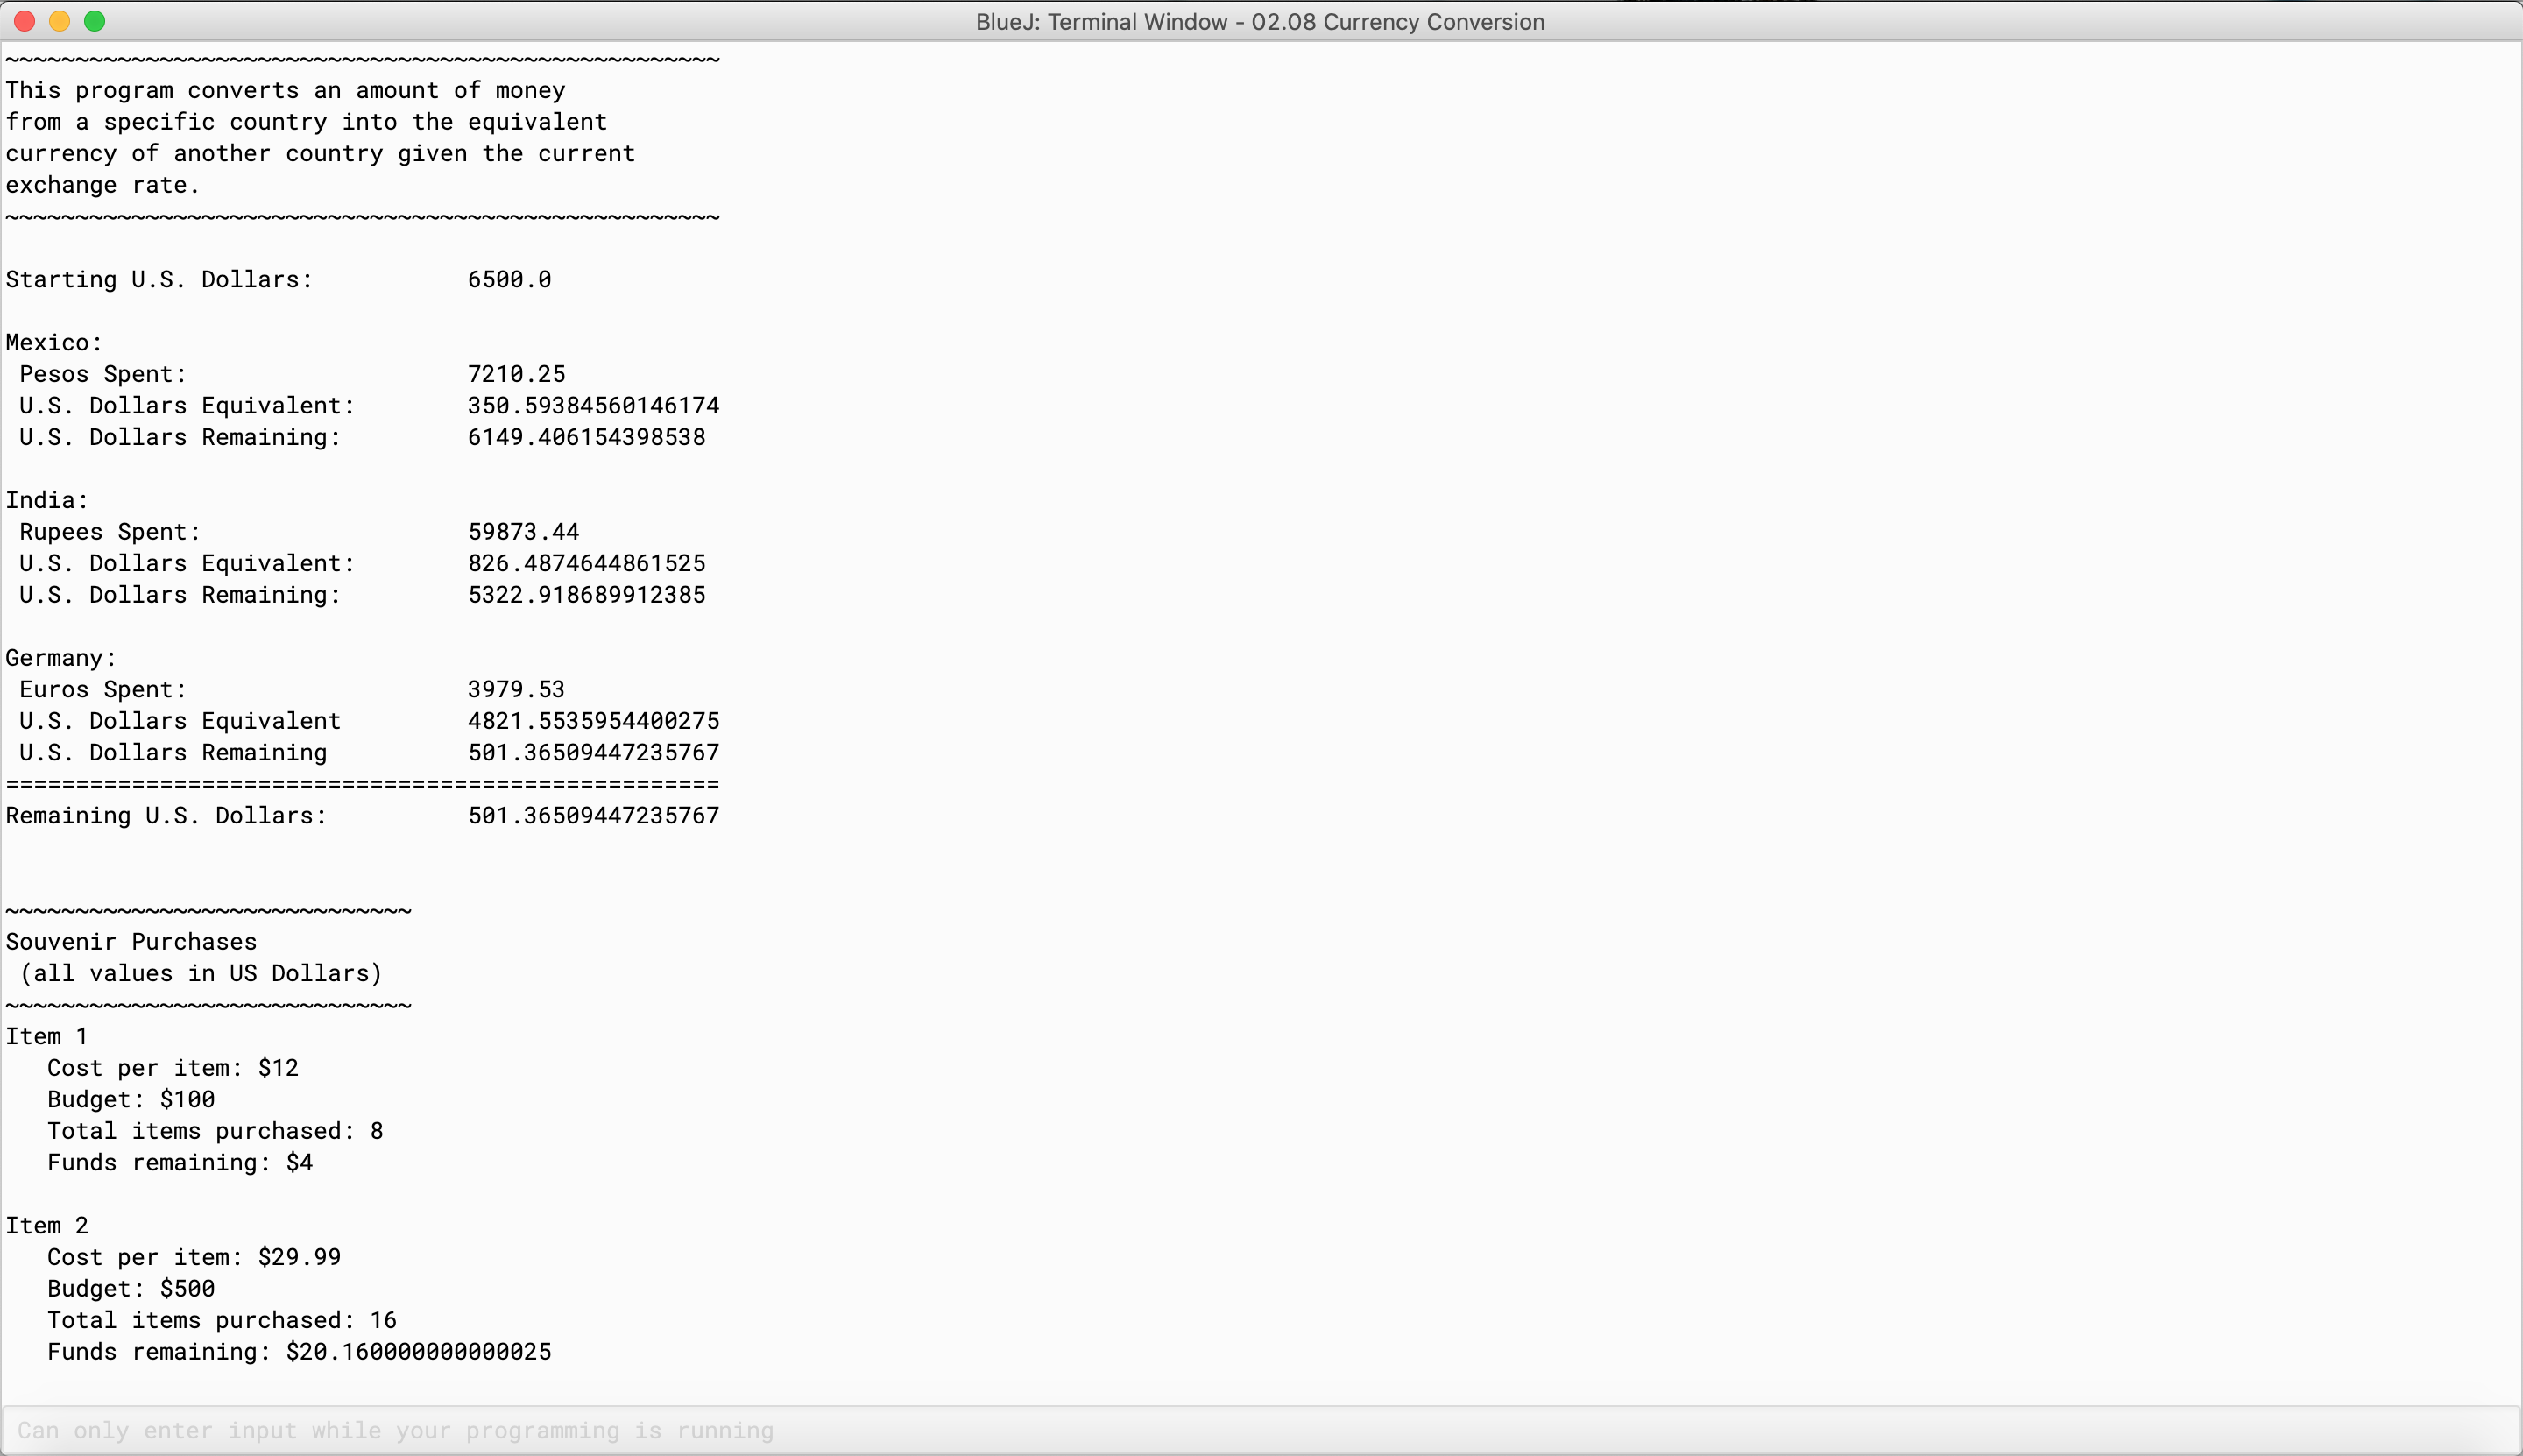 BlueJ: Terminal Window - 02.08 Currency Conversion
~~~~~~~~~~~~~~~~~~~~~~~~~~~~~~~~~~~~~~~~~~~~~~~~~~~
This program converts an amount of money
from a specific country into the equivalent
currency of another country given the current
exchange rate.
~~~~~~~~~~~~~~~~~~~~~~~~~~~~~~~~~~~~~~~~~~~~~~~~~~~
Starting U.S. Dollars:           6500.0
Mexico:
 Pesos Spent:                    7210.25
 U.S. Dollars Equivalent:        350.59384560146174
 U.S. Dollars Remaining:         6149.406154398538
India:
 Rupees Spent:                   59873.44
 U.S. Dollars Equivalent:        826.4874644861525
 U.S. Dollars Remaining:         5322.918689912385
Germany:
 Euros Spent:                    3979.53
 U.S. Dollars Equivalent         4821.5535954400275
 U.S. Dollars Remaining          501.36509447235767
===================================================
Remaining U.S. Dollars:          501.36509447235767
~~~~~~~~~~~~~~~~~~~~~~~~~~~~~
Souvenir Purchases
 (all values in US Dollars)
~~~~~~~~~~~~~~~~~~~~~~~~~~~~~
Item 1
   Cost per item: $12
   Budget: $100
   Total items purchased: 8
   Funds remaining: $4
Item 2
   Cost per item: $29.99
   Budget: $500
   Total items purchased: 16
   Funds remaining: $20.160000000000025
Can only enter input while your programming is running